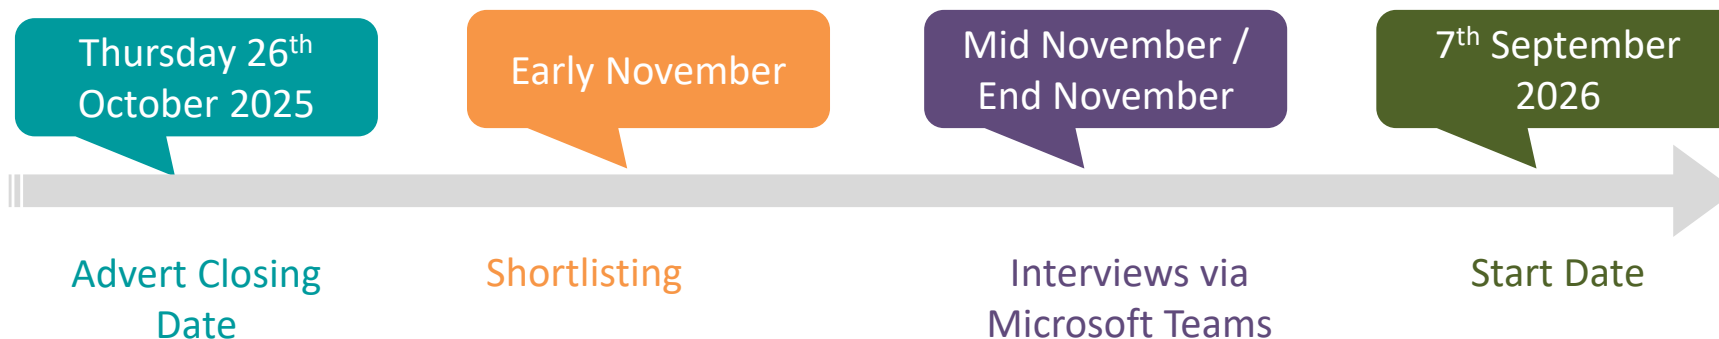 Thursday 26th
October 2025
Early November
Mid November /
End November
7th September
2026
Advert Closing
Date
Shortlisting
Interviews via
Microsoft Teams
Start Date